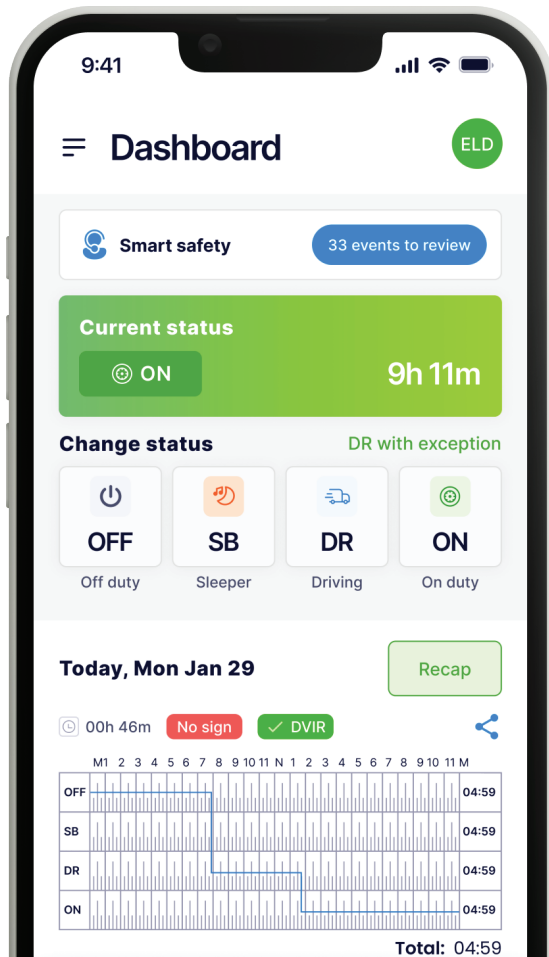 9:41
Dashboard
ELD
Smart safety
33 events to review
Current status
ON
9h 11m
Change status
DR with exception
OFF
SB
DR
ON
Off duty
Sleeper
Driving
On duty
Today, Mon Jan 29
Recap
00h 46m
No sign
DVIR
M1 2 3 4 5 6 7 8 9 10 11 N 1 2 3 4 5 6 7 8 9 10 11 M
OFF 04:59
SB 04:59
DR 04:59
ON 04:59
Total: 04:59